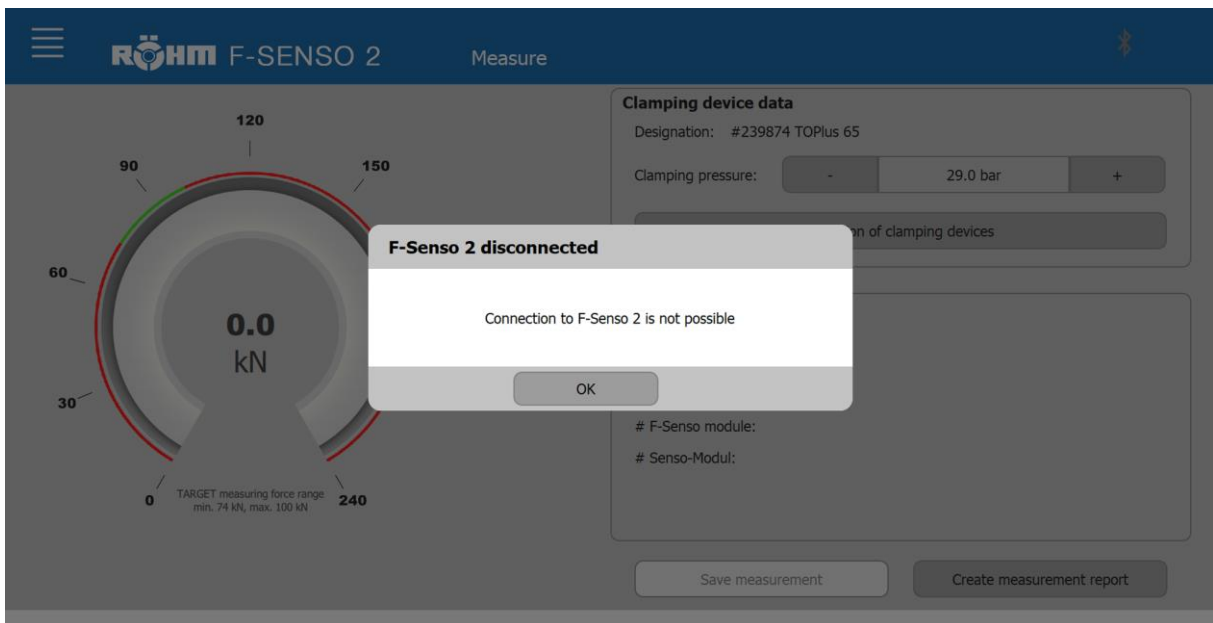 RÖHM F-SENSO 2 Measure
120
90
150
60
30
0
240
0.0
kN
TARGET measuring force range
min. 74 kN, max. 100 kN
Clamping device data
Designation: #239874 TOPlus 65
Clamping pressure: - 29.0 bar +
of clamping devices
F-Senso 2 disconnected
Connection to F-Senso 2 is not possible
OK
# F-Senso module:
# Senso-Modul:
Save measurement
Create measurement report